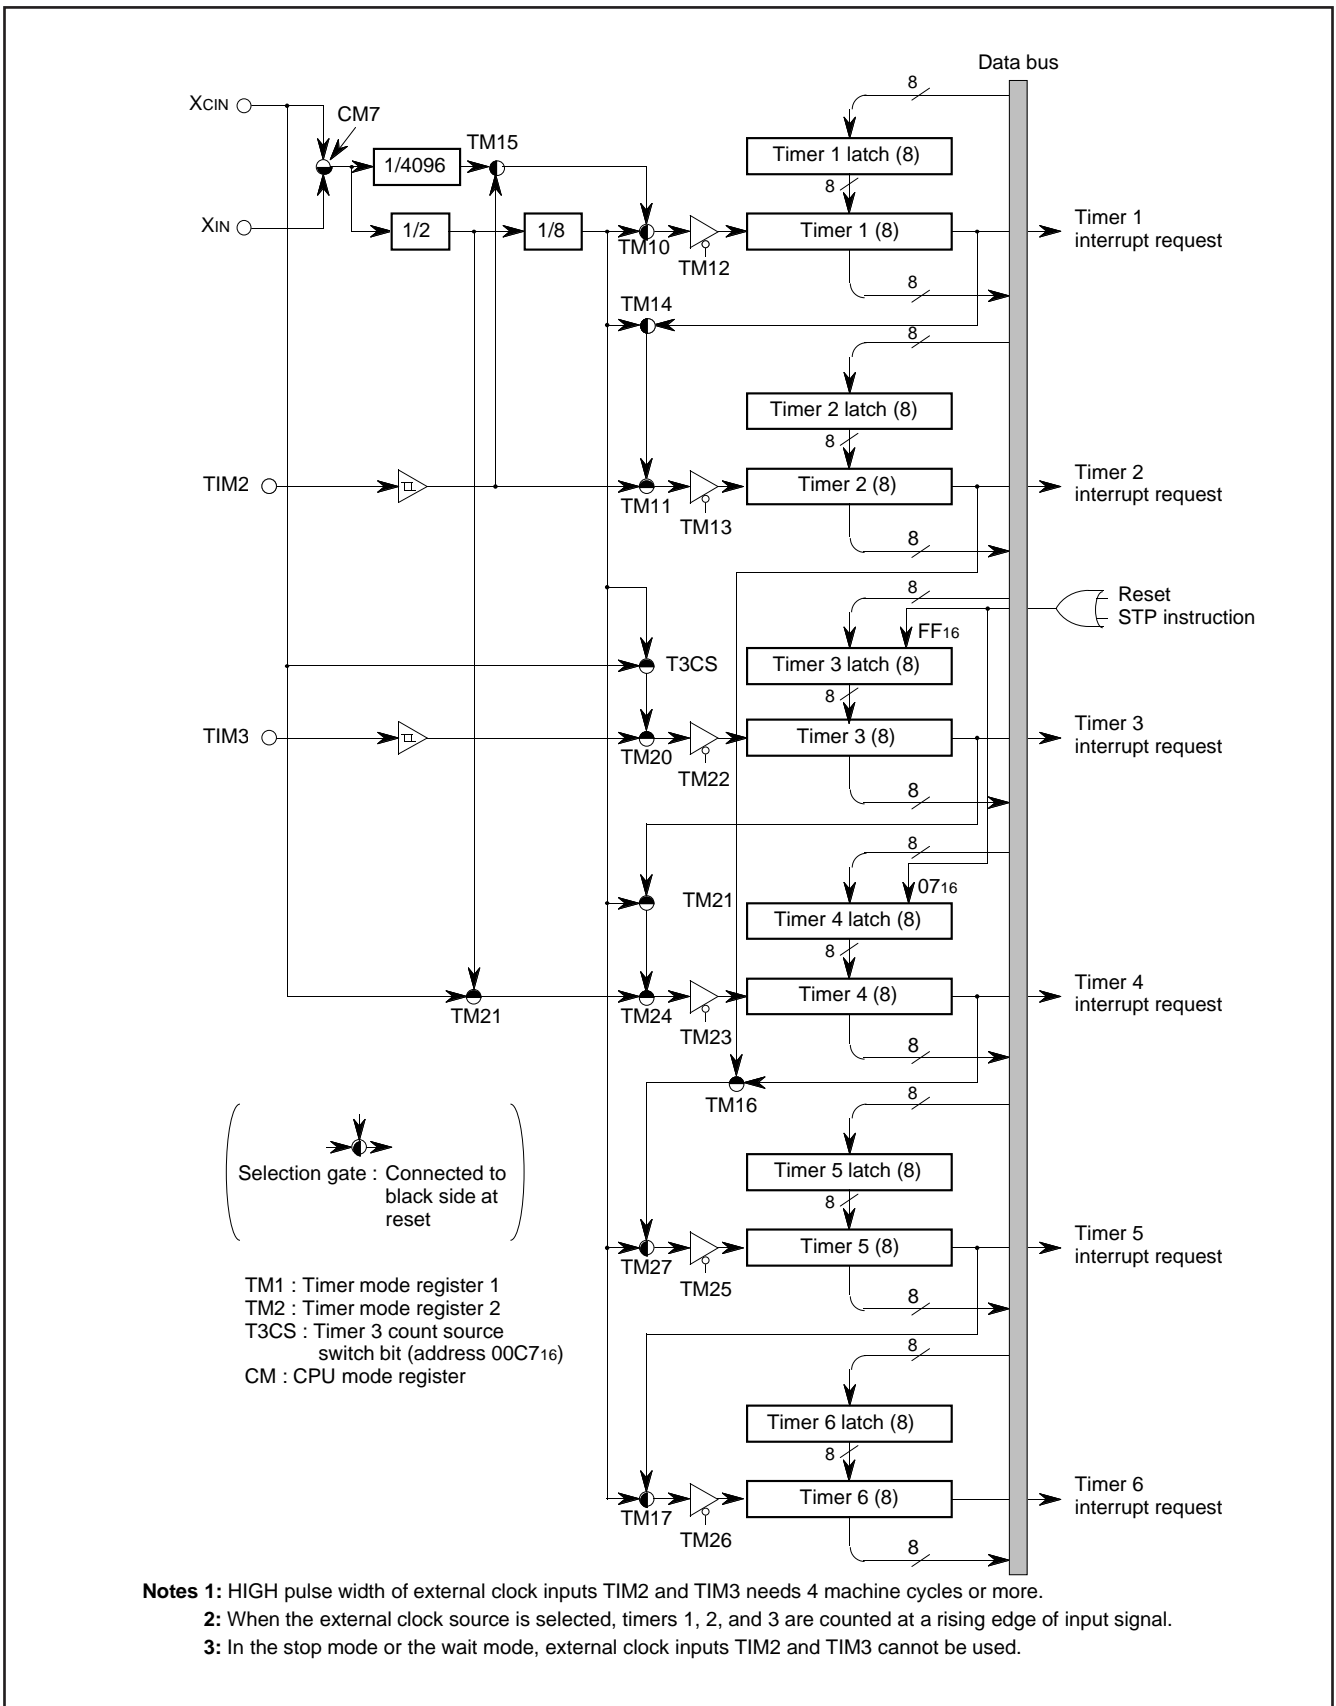 Data bus
XCIN
CM7
TM15
8
1/4096
Timer 1 latch (8)
8
XIN
1/2
1/8
TM10
TM12
Timer 1 (8)
Timer 1
interrupt request
8
TM14
8
Timer 2 latch (8)
8
TIM2
TM11
TM13
Timer 2 (8)
Timer 2
interrupt request
8
8
Reset
STP instruction
FF16
T3CS
Timer 3 latch (8)
8
TIM3
TM20
TM22
Timer 3 (8)
Timer 3
interrupt request
8
8
0716
TM21
Timer 4 latch (8)
8
TM21
TM24
TM23
Timer 4 (8)
Timer 4
interrupt request
8
TM16
8
Selection gate : Connected to
black side at
reset
Timer 5 latch (8)
8
TM27
TM25
Timer 5 (8)
Timer 5
interrupt request
8
TM1 : Timer mode register 1
TM2 : Timer mode register 2
T3CS : Timer 3 count source
switch bit (address 00C716)
CM : CPU mode register
8
Timer 6 latch (8)
8
TM17
TM26
Timer 6 (8)
Timer 6
interrupt request
8
Notes 1: HIGH pulse width of external clock inputs TIM2 and TIM3 needs 4 machine cycles or more.
2: When the external clock source is selected, timers 1, 2, and 3 are counted at a rising edge of input signal.
3: In the stop mode or the wait mode, external clock inputs TIM2 and TIM3 cannot be used.